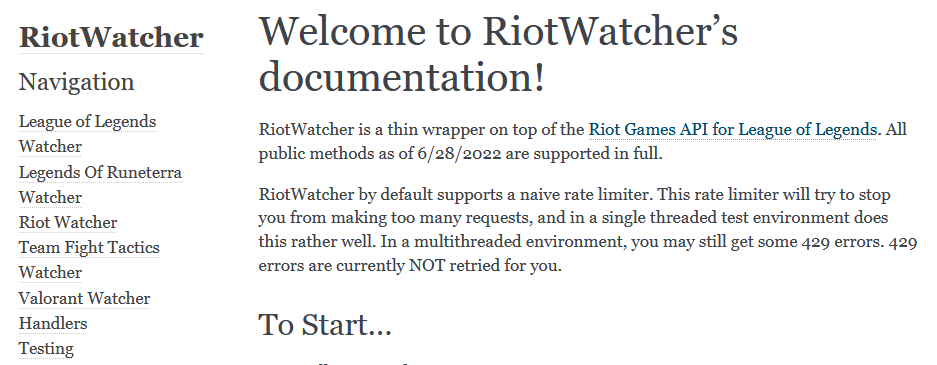 RiotWatcher
Navigation
League of Legends
Watcher
Legends Of Runeterra
Watcher
Riot Watcher
Team Fight Tactics
Watcher
Valorant Watcher
Handlers
Testing
Welcome to RiotWatcher’s
documentation!
RiotWatcher is a thin wrapper on top of the Riot Games API for League of Legends. All
public methods as of 6/28/2022 are supported in full.
RiotWatcher by default supports a naive rate limiter. This rate limiter will try to stop
you from making too many requests, and in a single threaded test environment does
this rather well. In a multithreaded environment, you may still get some 429 errors. 429
errors are currently NOT retried for you.
To Start…